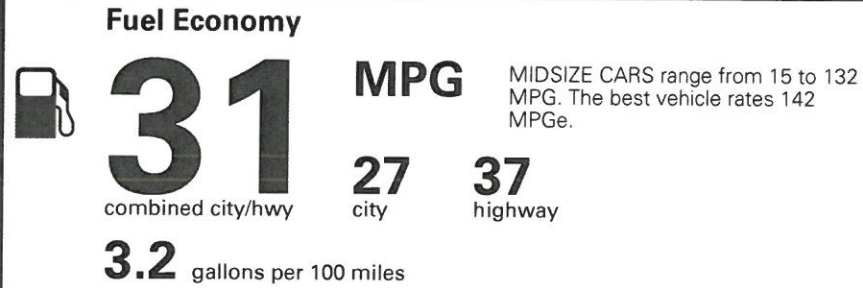 Fuel Economy
31
MPG
MIDSIZE CARS range from 15 to 132
MPG. The best vehicle rates 142
MPGe.
combined city/hwy
27
city
37
highway
3.2 gallons per 100 miles